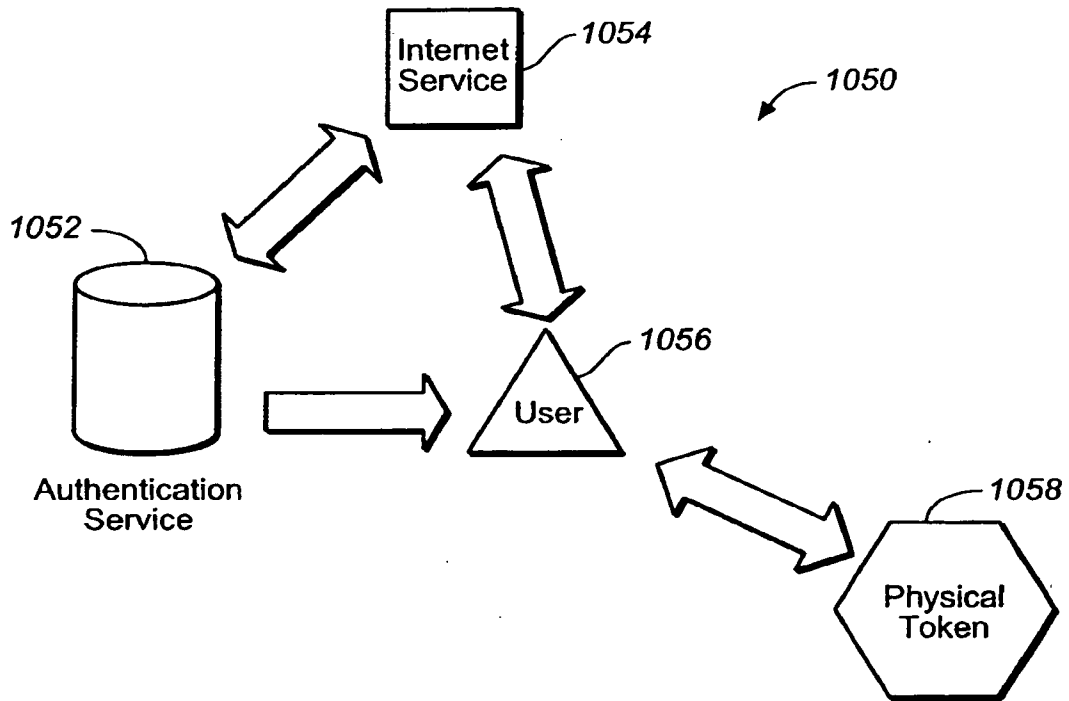 Internet
Service
1054
1050
1052
1056
User
Authentication
Service
1058
Physical
Token